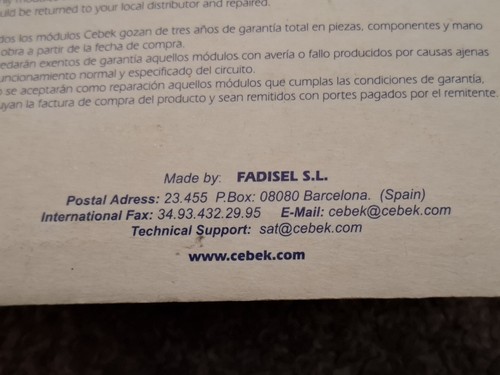 uld be returned to your local distributor and repaired.
dos los módulos Cebek gozan de tres años de garantía total en piezas, componentes y mano
obra a partir de la fecha de compra.
edarán exentos de garantía aquellos módulos con avería o fallo producidos por causas ajenas
uncionamiento normal y especificado del circuito.
o se aceptarán como reparación aquellos módulos que cumplas las condiciones de garantía,
uyan la factura de compra del producto y sean remitidos con portes pagados por el remitente.
Made by: FADISEL S.L.
Postal Adress: 23.455 P.Box: 08080 Barcelona. (Spain)
International Fax: 34.93.432.29.95 E-Mail: cebek@cebek.com
Technical Support: sat@cebek.com
www.cebek.com